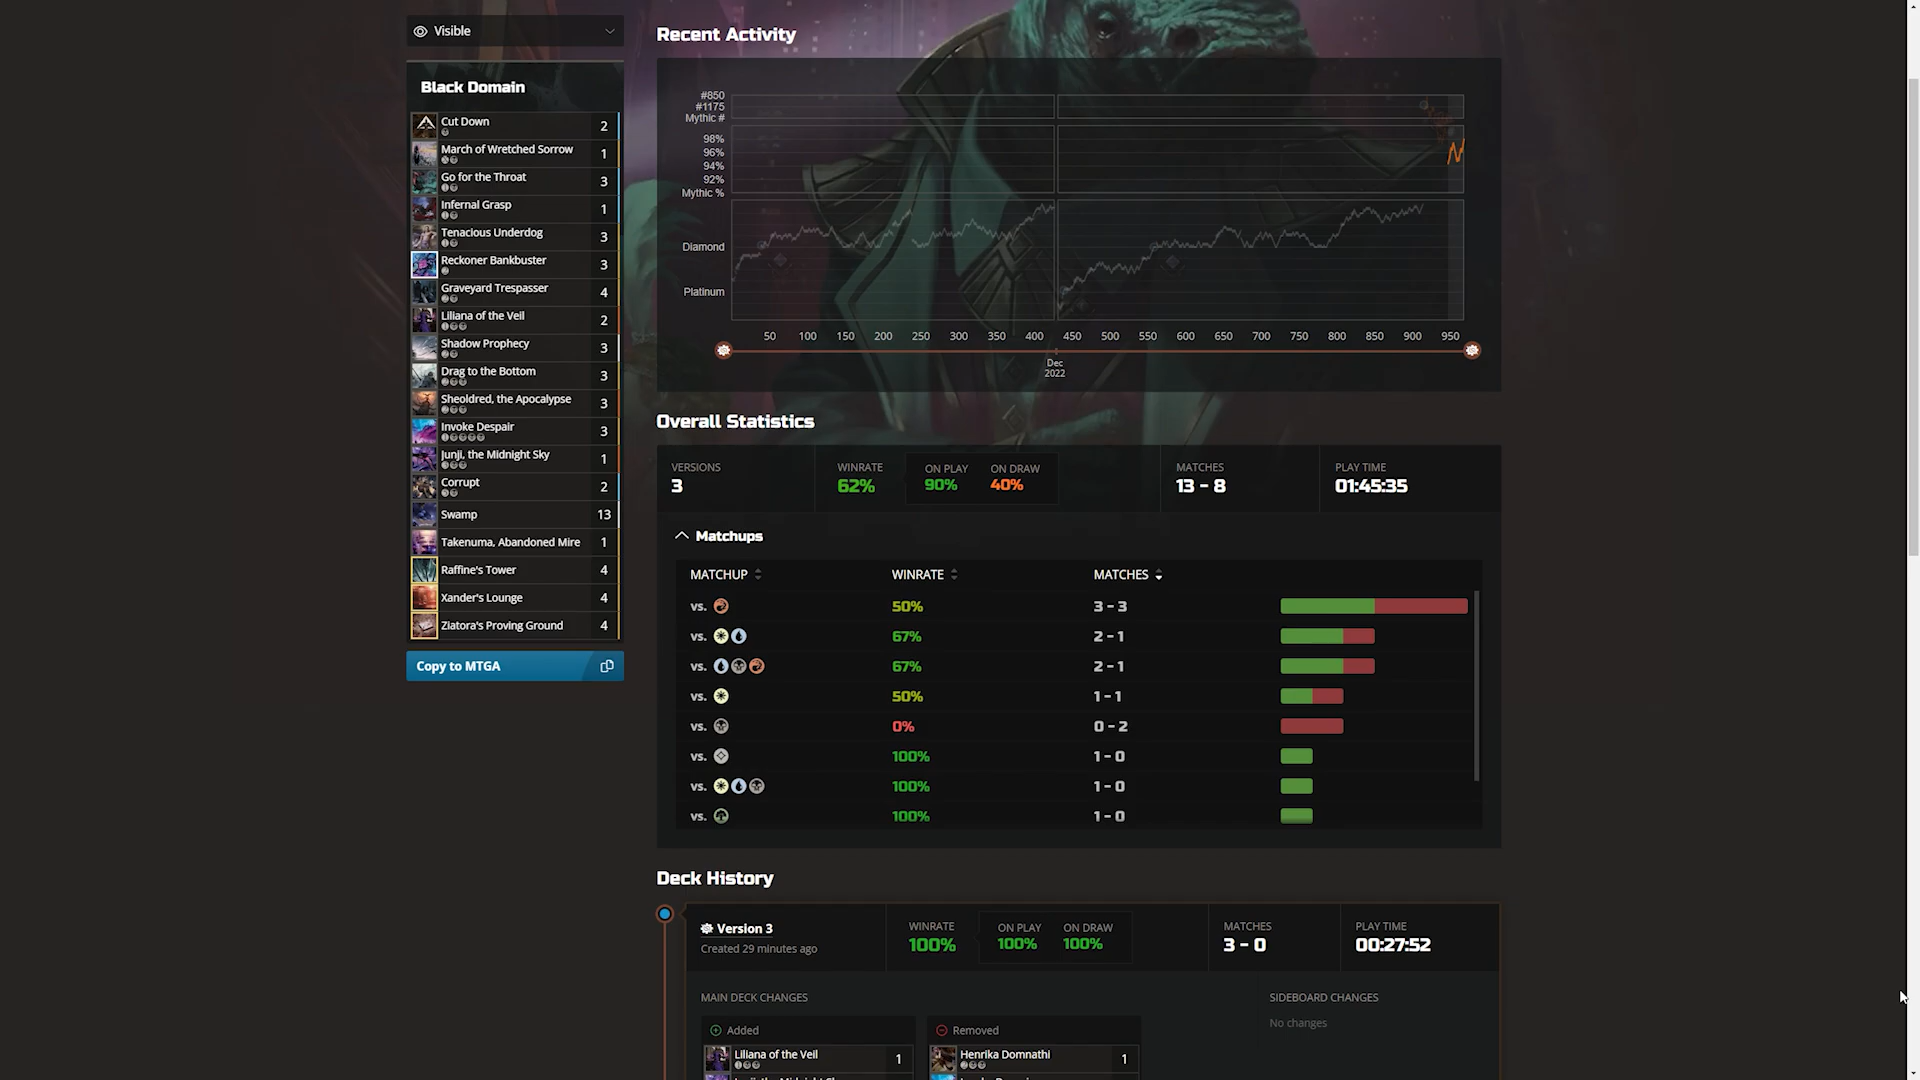 Visible
Black Domain
Cut Down 2
March of Wretched Sorrow 1
Go for the Throat 3
Infernal Grasp 1
Tenacious Underdog 3
Reckoner Bankbuster 3
Graveyard Trespasser 4
Liliana of the Veil 2
Shadow Prophecy 3
Drag to the Bottom 3
Sheoldred, the Apocalypse 3
Invoke Despair 3
Junji, the Midnight Sky 1
Corrupt 2
Swamp 13
Takenuma, Abandoned Mire 1
Raffine's Tower 4
Xander's Lounge 4
Ziatora's Proving Ground 4
Copy to MTGA
Recent Activity
#850
#1175
Mythic #
98%
96%
94%
92%
Mythic %
Diamond
Platinum
50 100 150 200 250 300 350 400 450 500 550 600 650 700 750 800 850 900 950
Dec
2022
Overall Statistics
VERSIONS WINRATE ON PLAY ON DRAW MATCHES PLAY TIME
3 62% 90% 40% 13 - 8 01:45:35
Matchups
MATCHUP WINRATE MATCHES
vs. 50% 3 - 3
vs. 67% 2 - 1
vs. 67% 2 - 1
vs. 50% 1 - 1
vs. 0% 0 - 2
vs. 100% 1 - 0
vs. 100% 1 - 0
vs. 100% 1 - 0
Deck History
Version 3
Created 29 minutes ago
WINRATE ON PLAY ON DRAW MATCHES PLAY TIME
100% 100% 100% 3 - 0 00:27:52
MAIN DECK CHANGES SIDEBOARD CHANGES
Added Removed No changes
Liliana of the Veil 1 Henrika Domnathi 1